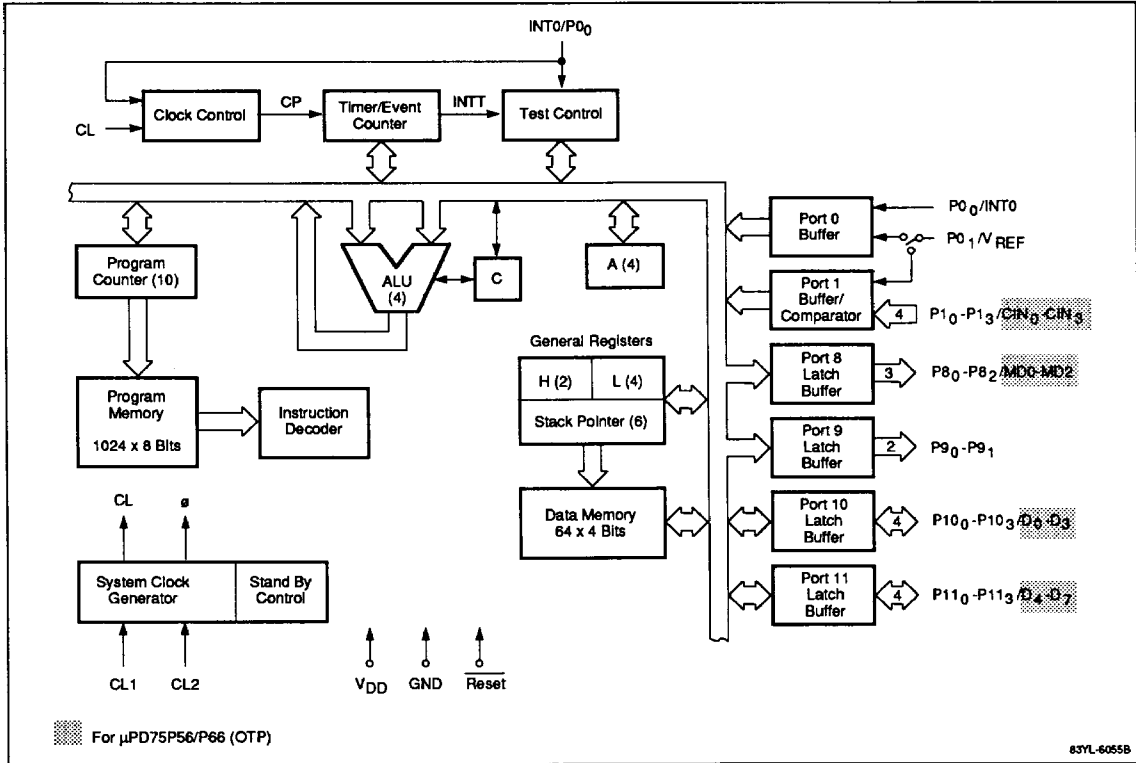 INT0/P0₀
CL
Clock Control
CP
Timer/Event
Counter
INTT
Test Control
Program
Counter (10)
ALU
(4)
C
A (4)
Port 0
Buffer
P0₀/INT0
P0₁/V REF
Port 1
Buffer/
Comparator
4
P1₀-P1₃/CIN₀-CIN₃
General Registers
H (2)
L (4)
Stack Pointer (6)
Port 8
Latch
Buffer
3
P8₀-P8₂/MD0-MD2
Program
Memory
1024 x 8 Bits
Instruction
Decoder
Port 9
Latch
Buffer
2
P9₀-P9₁
Data Memory
64 x 4 Bits
Port 10
Latch
Buffer
4
P10₀-P10₃/D₀-D₃
CL
ø
System Clock
Generator
Stand By
Control
Port 11
Latch
Buffer
4
P11₀-P11₃/D₄-D₇
CL1
CL2
VDD
GND
Reset
For µPD75P56/P66 (OTP)
83YL-6055B